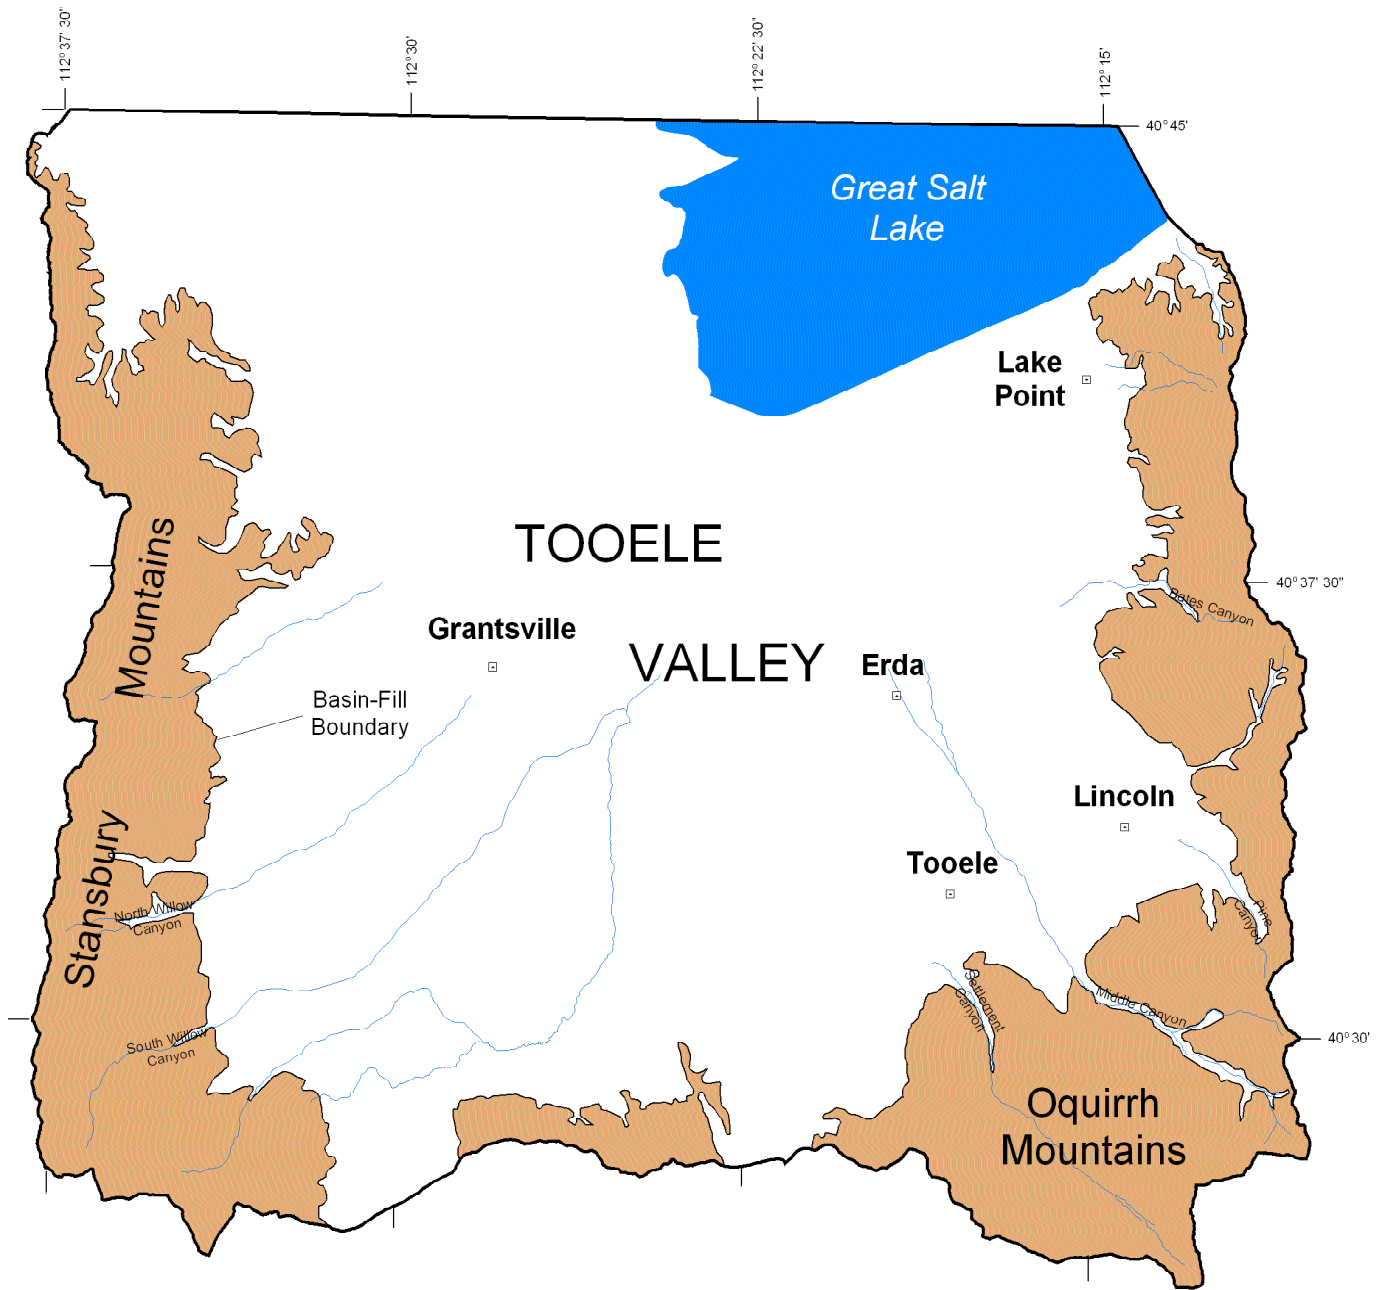 112° 37' 30"
112° 30'
112° 22' 30"
112° 15'
40° 45'
Great Salt
Lake
Lake
Point
TOOELE
Mountains
40° 37' 30"
Bates Canyon
Grantsville
VALLEY
Erda
Basin-Fill
Boundary
Lincoln
Stansbury
Tooele
North Willow
Canyon
Pine
Canyon
Settlement
Canyon
Middle Canyon
South Willow
Canyon
40° 30'
Oquirrh
Mountains